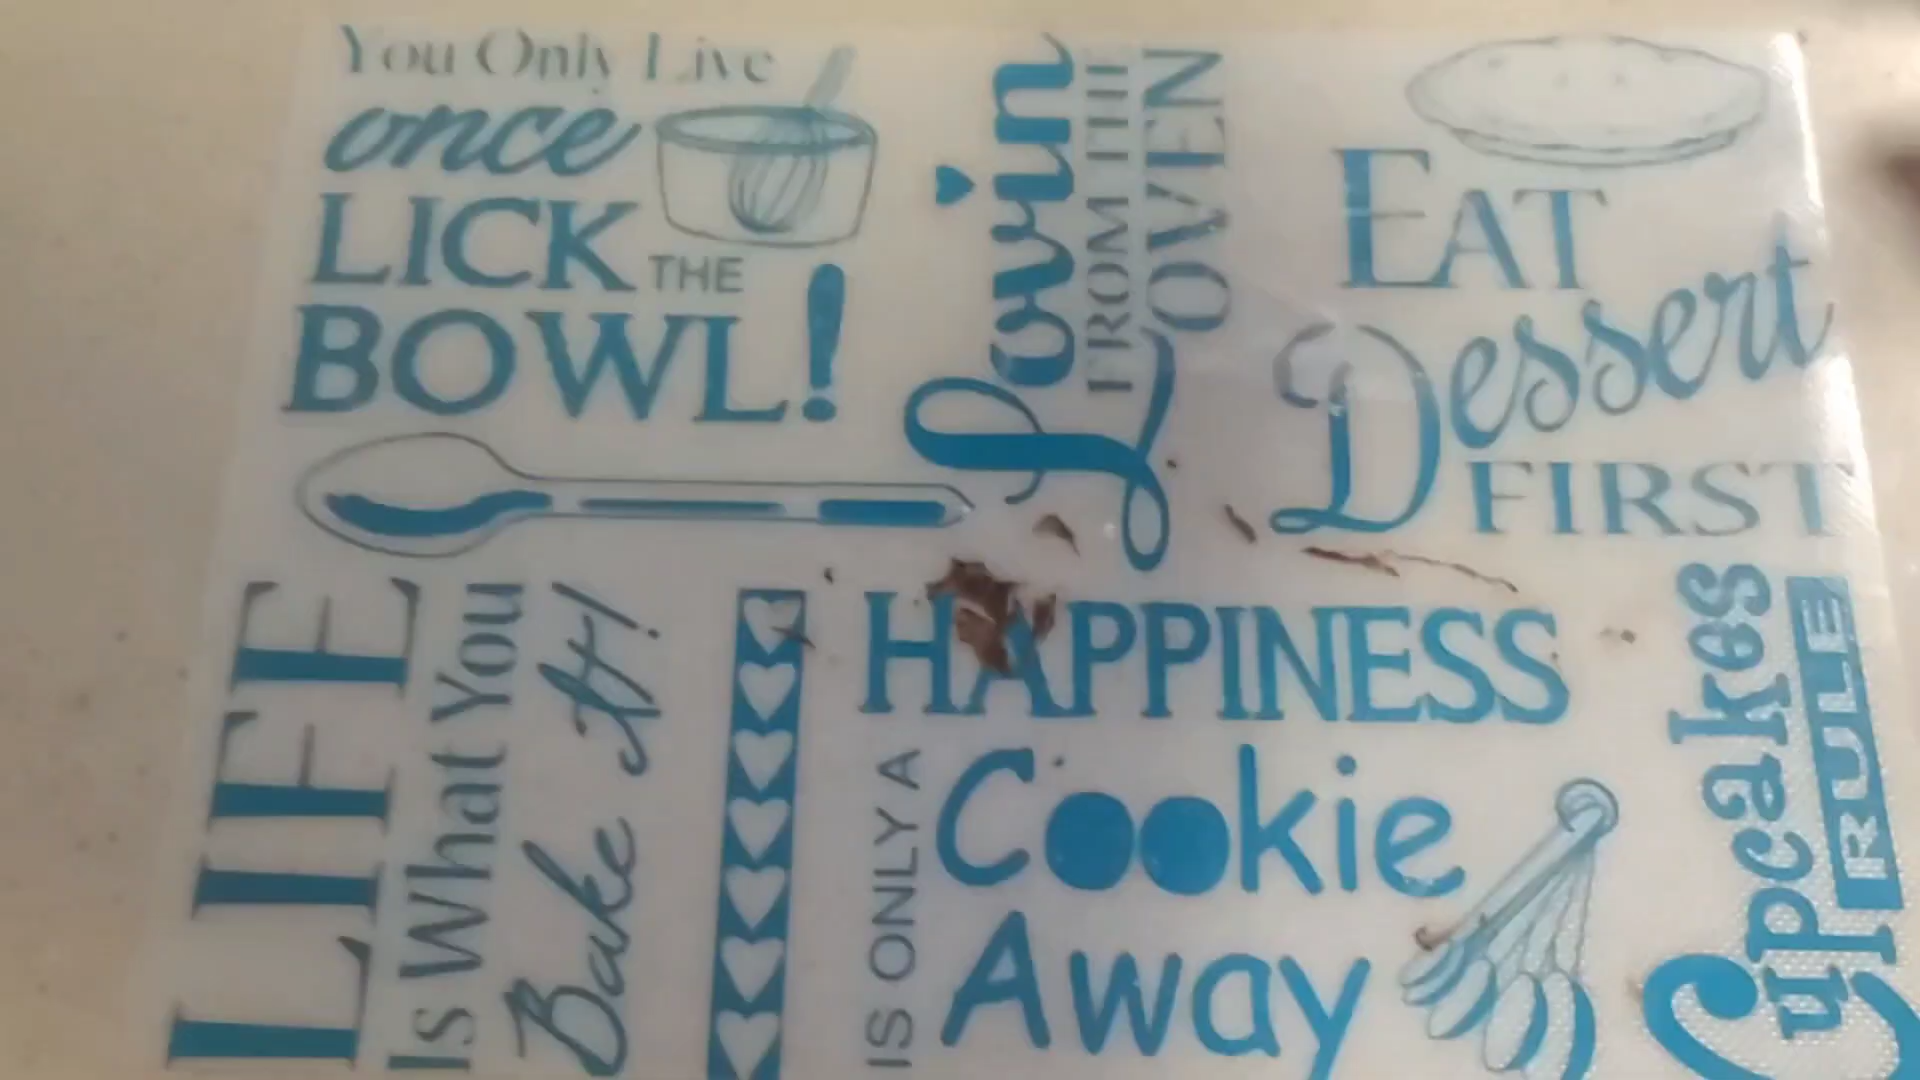 You Only Live
once
LICK THE
BOWL!
Lovin
FROM THE
OVEN
EAT
Dessert
FIRST
LIFE
Is What You
Bake It!
HAPPINESS
IS ONLY A
Cookie
Away
Cupcakes
RULE